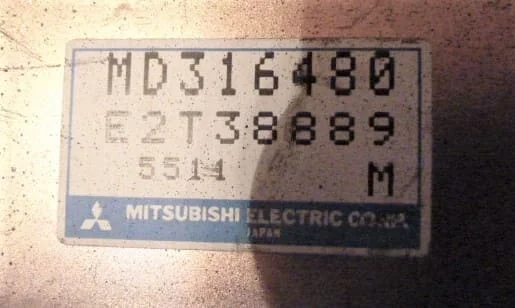 MD316480
E2T38889
5514 M
MITSUBISHI ELECTRIC CORP.
JAPAN